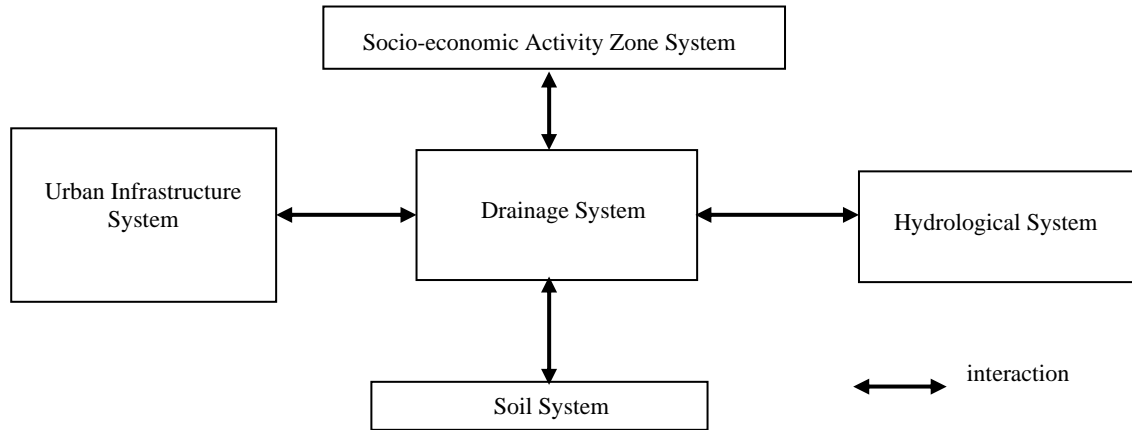 Socio-economic Activity Zone System
Urban Infrastructure
System
Drainage System
Hydrological System
interaction
Soil System